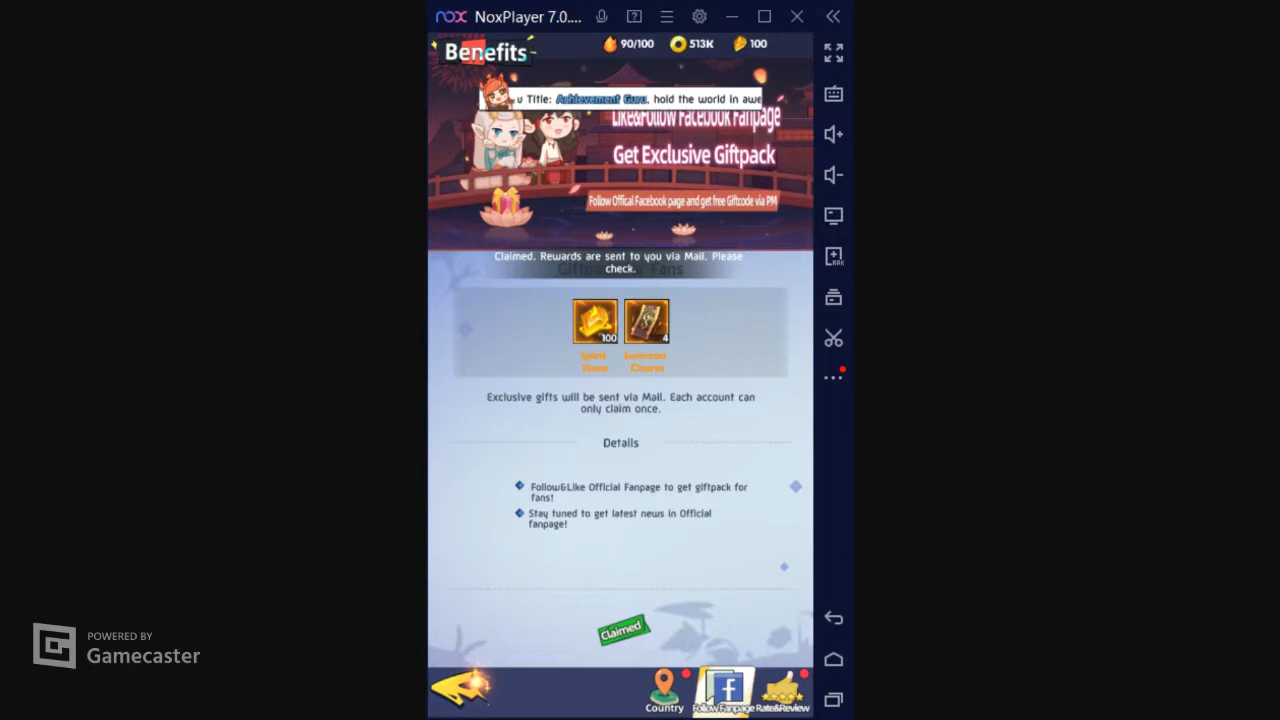 nox NoxPlayer 7.0....
Benefits
90/100
513K
100
u Title: Achievement Guru, hold the world in awe
Like&Follow Facebook Fanpage
Get Exclusive Giftpack
Follow Offical Facebook page and get free Giftcode via PM
Claimed. Rewards are sent to you via Mail. Please
check.
Fans
100
4
Spirit
Stone
Summon
Charm
Exclusive gifts will be sent via Mail. Each account can
only claim once.
Details
Follow&Like Official Fanpage to get giftpack for
fans!
Stay tuned to get latest news in Official
fanpage!
Claimed
Country
Follow Fanpage
Rate&Review
POWERED BY
Gamecaster